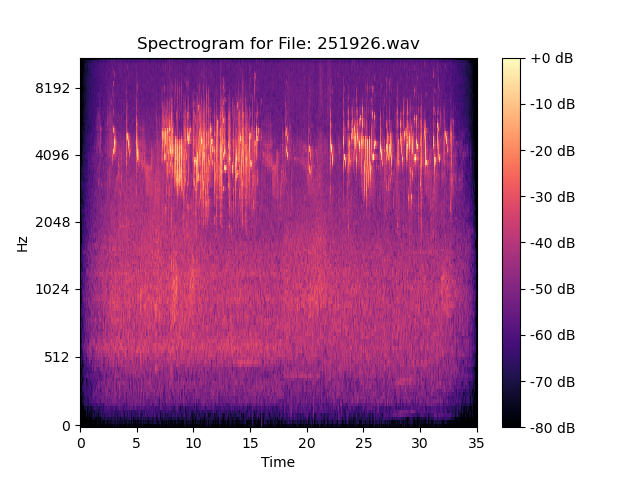 Spectrogram for File: 251926.wav
Hz
8192
4096
2048
1024
512
0
0 5 10 15 20 25 30 35
Time
+0 dB
-10 dB
-20 dB
-30 dB
-40 dB
-50 dB
-60 dB
-70 dB
-80 dB